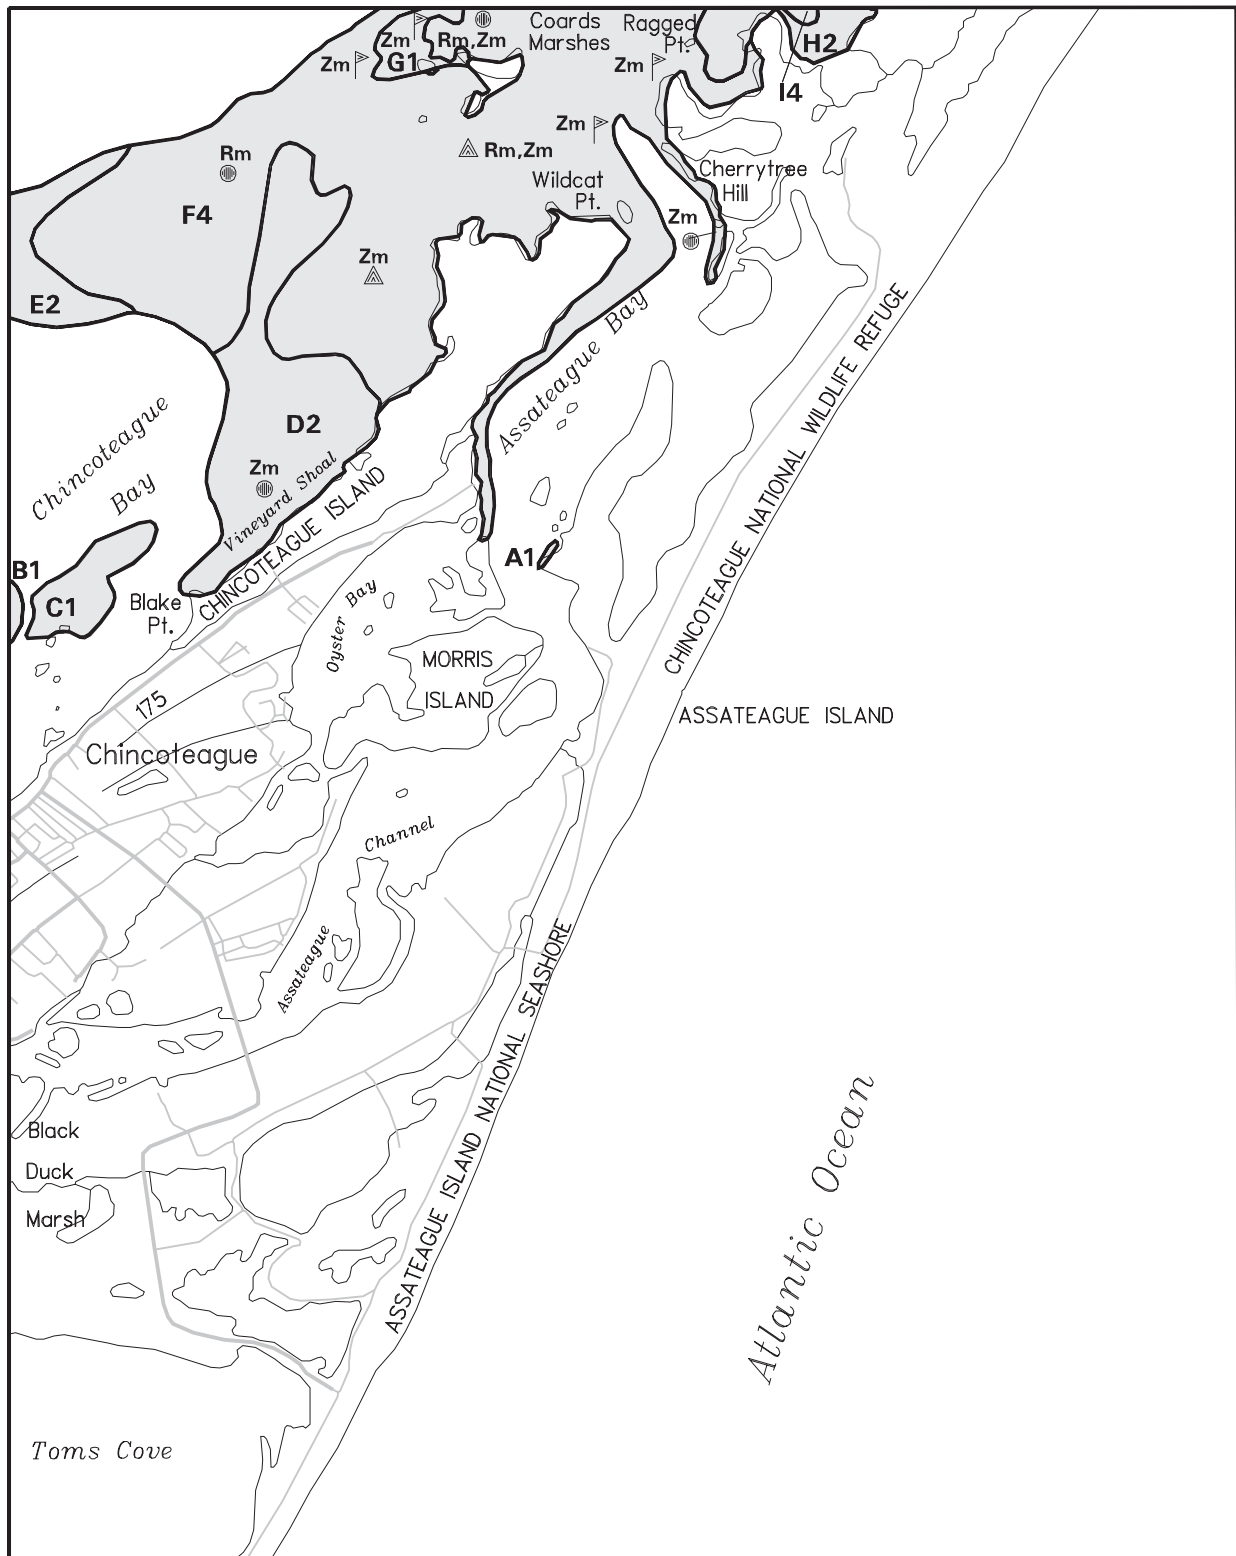 Coards
Marshes
Ragged
Pt.
H2
Zm
Rm,Zm
G1
Zm
Zm
I4
Zm
Rm
Rm,Zm
Cherrytree
Hill
Wildcat
Pt.
F4
Zm
Zm
E2
Assateague Bay
D2
Chincoteague
Bay
Zm
Vineyard Shoal
CHINCOTEAGUE ISLAND
CHINCOTEAGUE NATIONAL WILDLIFE REFUGE
A1
B1
C1
Blake
Pt.
Oyster Bay
MORRIS
ISLAND
175
ASSATEAGUE ISLAND
Chincoteague
Assateague Channel
ASSATEAGUE ISLAND NATIONAL SEASHORE
Black
Duck
Marsh
Atlantic Ocean
Toms Cove